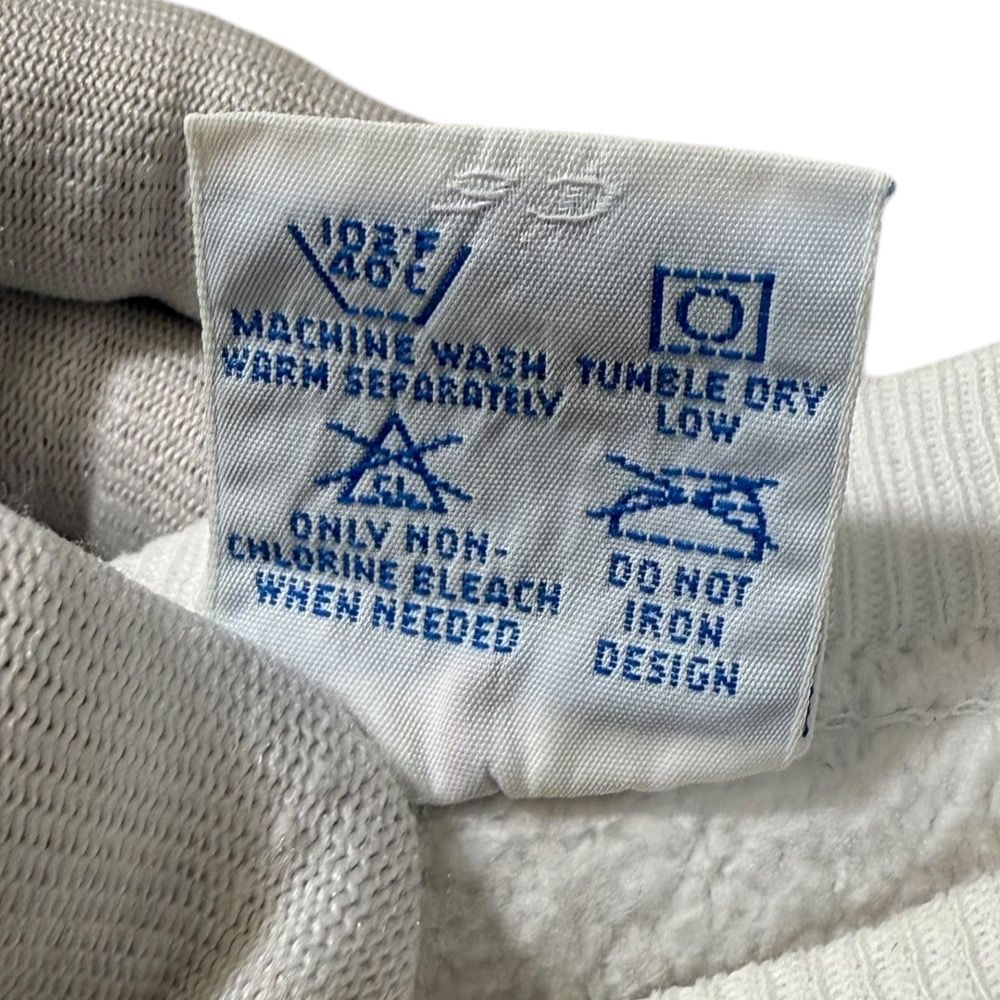 102°F
40°C
MACHINE WASH
WARM SEPARATELY
TUMBLE DRY
LOW
CL
ONLY NON-
CHLORINE BLEACH
WHEN NEEDED
DO NOT
IRON
DESIGN